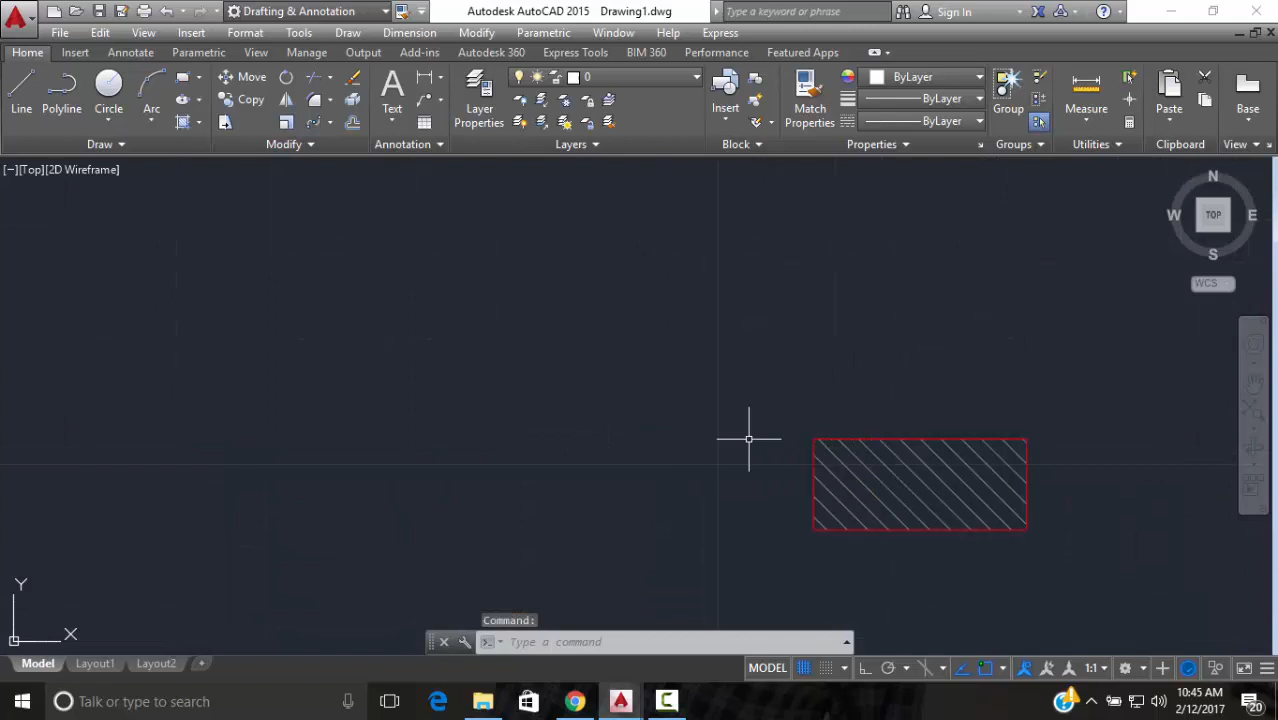 Drafting & Annotation
Autodesk AutoCAD 2015 Drawing1.dwg
Type a keyword or phrase
Sign In
File Edit View Insert Format Tools Draw Dimension Modify Parametric Window Help Express
Home Insert Annotation Parametric View Manage Output Add-ins Autodesk 360 Express Tools BIM 360 Performance Featured Apps
Line
Polyline
Circle
Arc
Move
Copy
Text
Layer
Properties
0
Insert
Match
Properties
ByLayer
ByLayer
ByLayer
Group
Measure
Paste
Base
Draw Modify Annotation Layers Block Properties Groups Utilities Clipboard View
[−][Top][2D Wireframe]
N
W TOP E
S
WCS
Y
X
Command:
Type a command
Model Layout1 Layout2 +
MODEL
1:1
Talk or type to Cortana
10:45 AM
2/12/2017
20